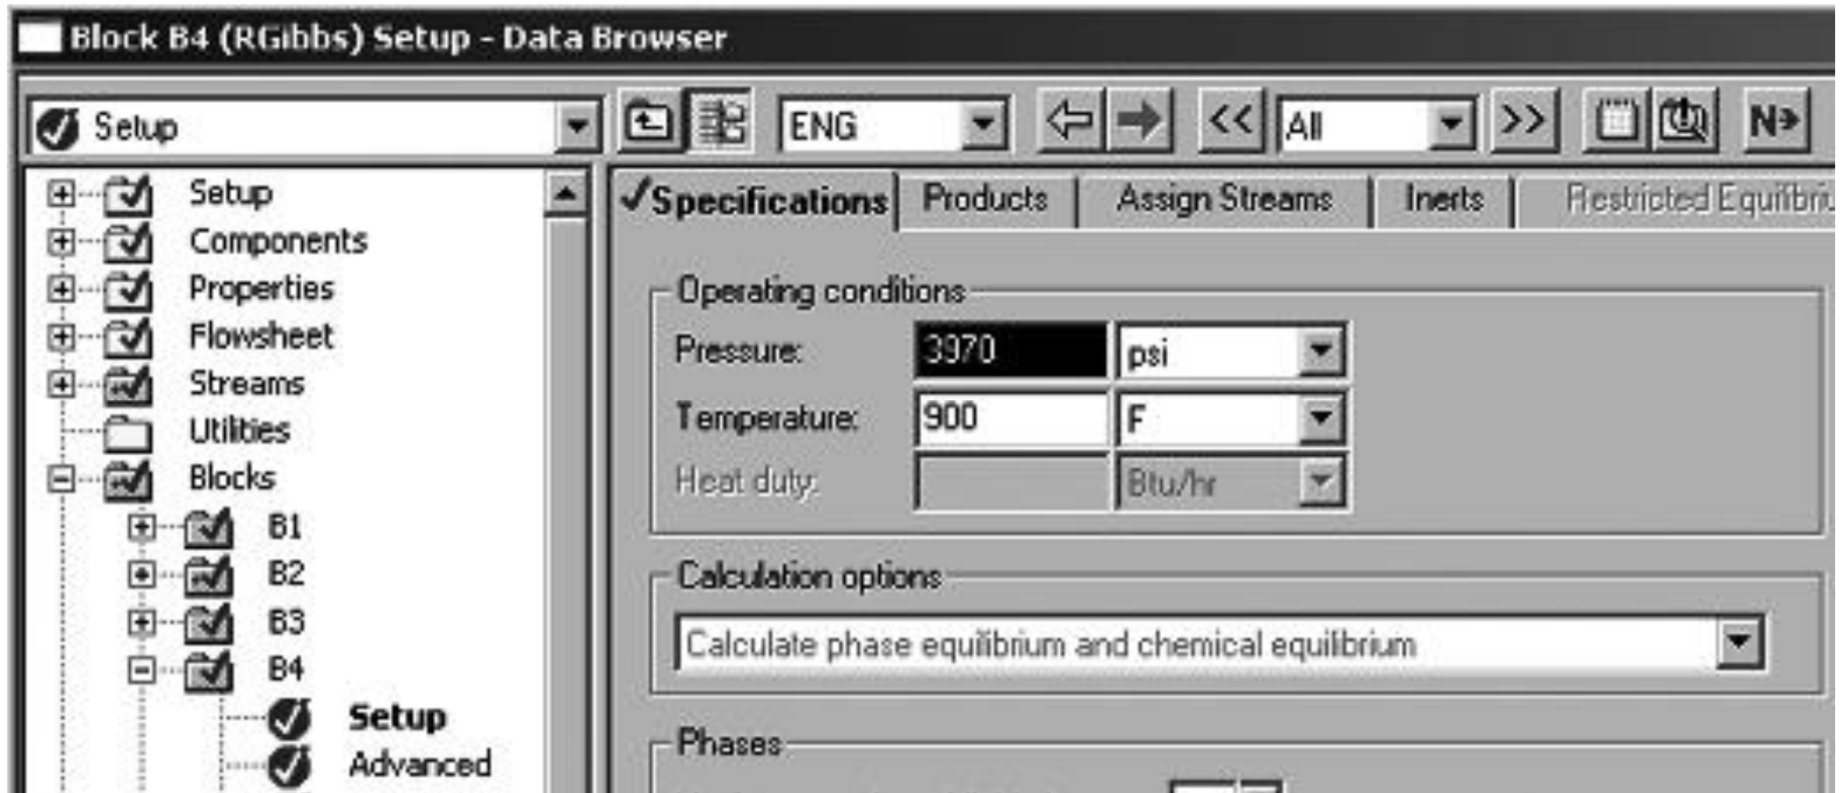 Block B4 (RGibbs) Setup - Data Browser
Setup
ENG
<<
All
>>
N
Setup
Components
Properties
Flowsheet
Streams
Utilities
Blocks
B1
B2
B3
B4
Setup
Advanced
Specifications
Products
Assign Streams
Inerts
Restricted Equilibriu
Operating conditions
Pressure: 3970 psi
Temperature: 900 F
Heat duty: Btu/hr
Calculation options
Calculate phase equilibrium and chemical equilibrium
Phases